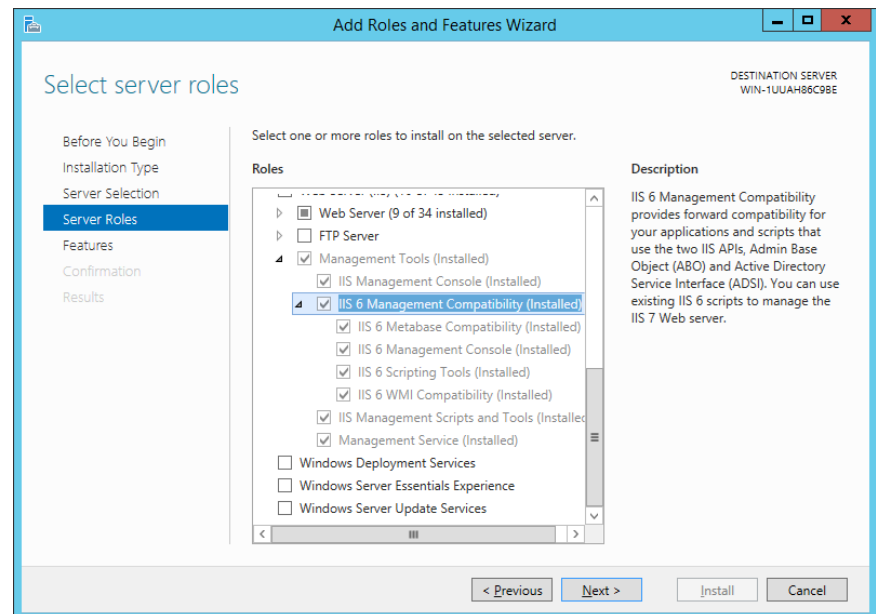 Add Roles and Features Wizard
Select server roles
DESTINATION SERVER
WIN-1UUAH86C9BE
Before You Begin
Installation Type
Server Selection
Server Roles
Features
Confirmation
Results
Select one or more roles to install on the selected server.
Roles
Web Server (9 of 34 installed)
FTP Server
Management Tools (Installed)
IIS Management Console (Installed)
IIS 6 Management Compatibility (Installed)
IIS 6 Metabase Compatibility (Installed)
IIS 6 Management Console (Installed)
IIS 6 Scripting Tools (Installed)
IIS 6 WMI Compatibility (Installed)
IIS Management Scripts and Tools (Installed
Management Service (Installed)
Windows Deployment Services
Windows Server Essentials Experience
Windows Server Update Services
Description
IIS 6 Management Compatibility
provides forward compatibility for
your applications and scripts that
use the two IIS APIs, Admin Base
Object (ABO) and Active Directory
Service Interface (ADSI). You can use
existing IIS 6 scripts to manage the
IIS 7 Web server.
< Previous
Next >
Install
Cancel